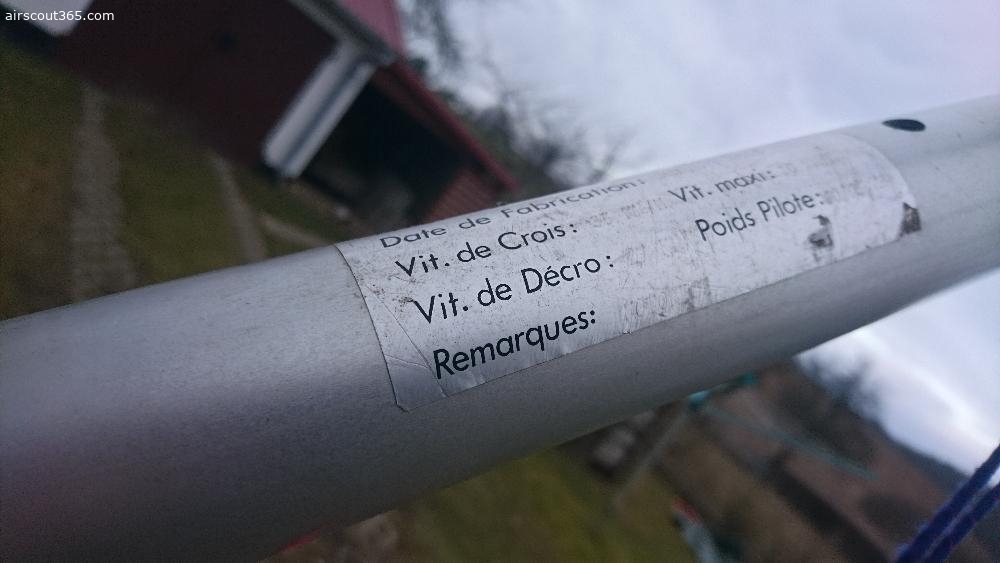 airscout365.com
Date de Fabrication: Vit. maxi:
Vit. de Crois: Poids Pilote:
Vit. de Décro:
Remarques: